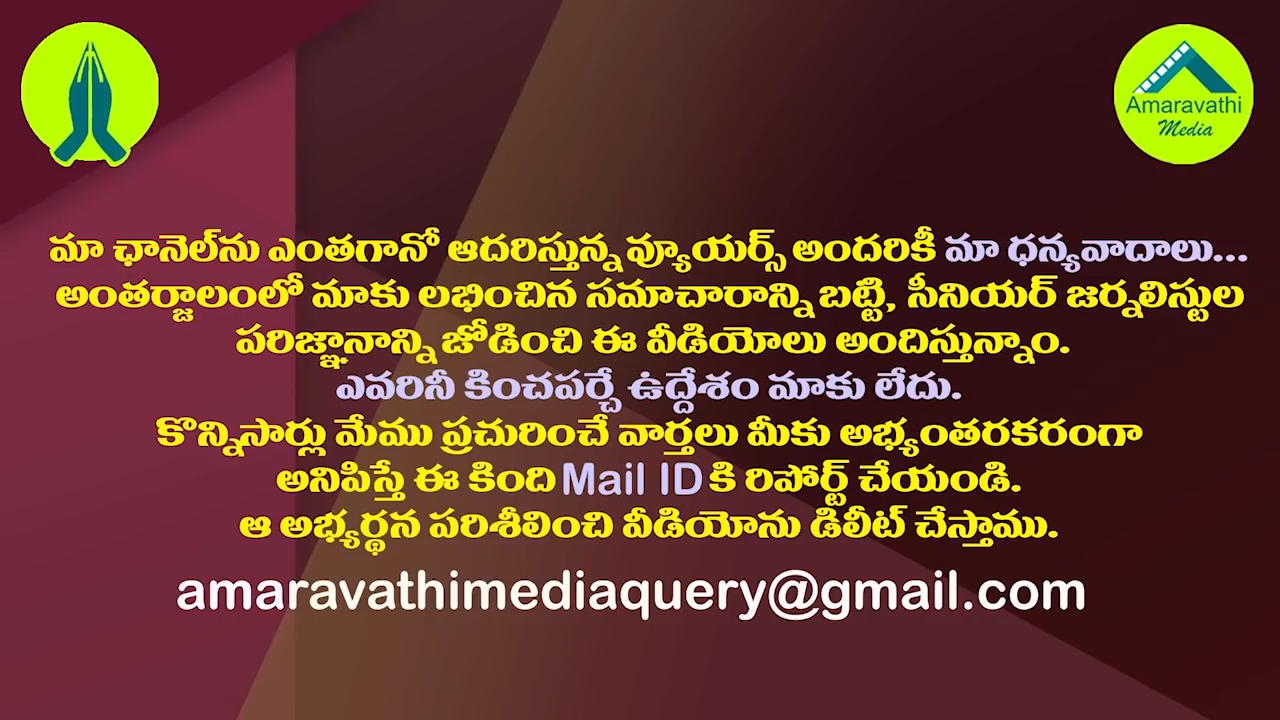 Amaravathi
Media
మా ఛానెల్‌ను ఎంతగానో ఆదరిస్తున్న వ్యూయర్స్ అందరికీ మా ధన్యవాదాలు...
అంతర్జాలంలో మాకు లభించిన సమాచారాన్ని బట్టి, సీనియర్ జర్నలిస్టుల
పరిజ్ఞానాన్ని జోడించి ఈ వీడియోలు అందిస్తున్నాం.
ఎవరినీ కించపర్చే ఉద్దేశం మాకు లేదు.
కొన్నిసార్లు మేము ప్రచురించే వార్తలు మీకు అభ్యంతరకరంగా
అనిపిస్తే ఈ కింది Mail ID కి రిపోర్ట్ చేయండి.
ఆ అభ్యర్థన పరిశీలించి వీడియోను డిలీట్ చేస్తాము.
amaravathimediaquery@gmail.com